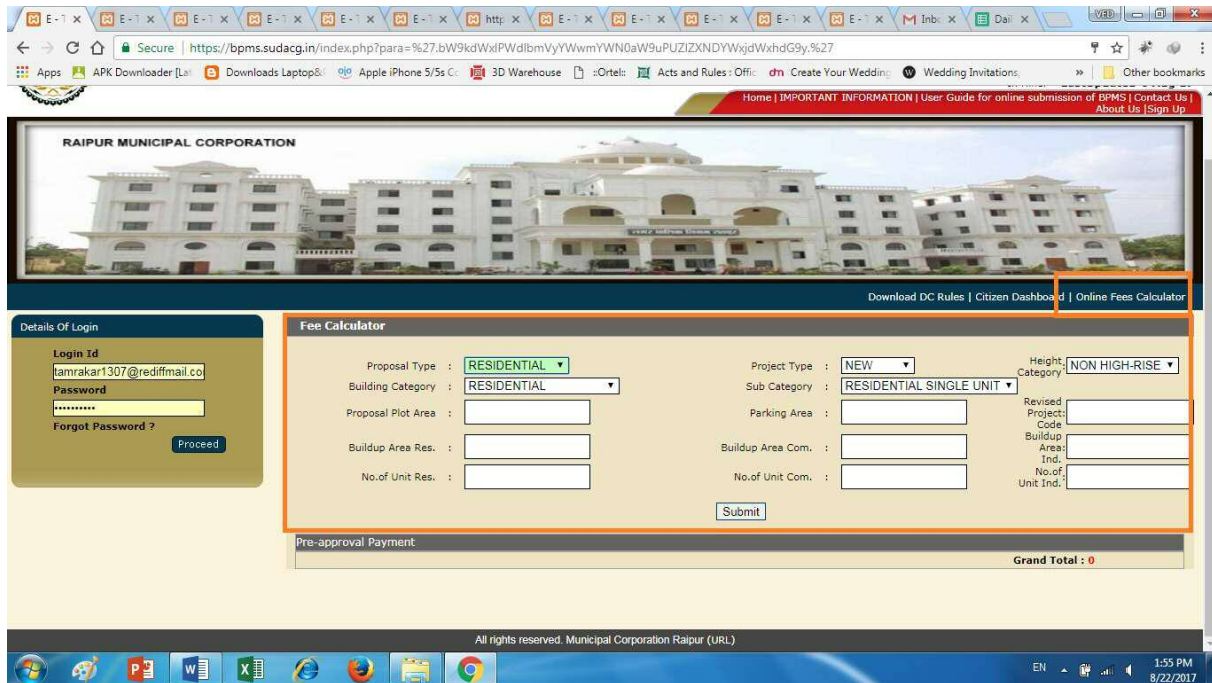 E - T E - T E - T E - T E - T E - T http E - T E - T E - T E - T E - T Inb Dail VED
Secure | https://bpms.sudacg.in/index.php?para=%27.bW9kdWxlPWdlbmVyYWwmYWN0aW9uPUZlZXNDYWxjdWxhdG9y.%27
Apps APK Downloader [Lat Downloads Laptop& Apple iPhone 5/5s Co 3D Warehouse ::Ortel:: Acts and Rules : Offic Create Your Wedding Wedding Invitations, » Other bookmarks
Home | IMPORTANT INFORMATION | User Guide for online submission of BPMS | Contact Us |
About Us |Sign Up
RAIPUR MUNICIPAL CORPORATION
Download DC Rules | Citizen Dashboard | Online Fees Calculator
Details Of Login
Login Id
tamrakar1307@rediffmail.co
Password
••••••••••
Forgot Password ?
Proceed
Fee Calculator
Proposal Type : RESIDENTIAL Project Type : NEW Height Category: NON HIGH-RISE
Building Category : RESIDENTIAL Sub Category : RESIDENTIAL SINGLE UNIT
Proposal Plot Area : Parking Area : Revised Project: Code
Buildup Area Res. : Buildup Area Com. : Buildup Area: Ind.
No.of Unit Res. : No.of Unit Com. : No.of Unit Ind.:
Submit
Pre-approval Payment
Grand Total : 0
All rights reserved. Municipal Corporation Raipur (URL)
EN 1:55 PM
8/22/2017